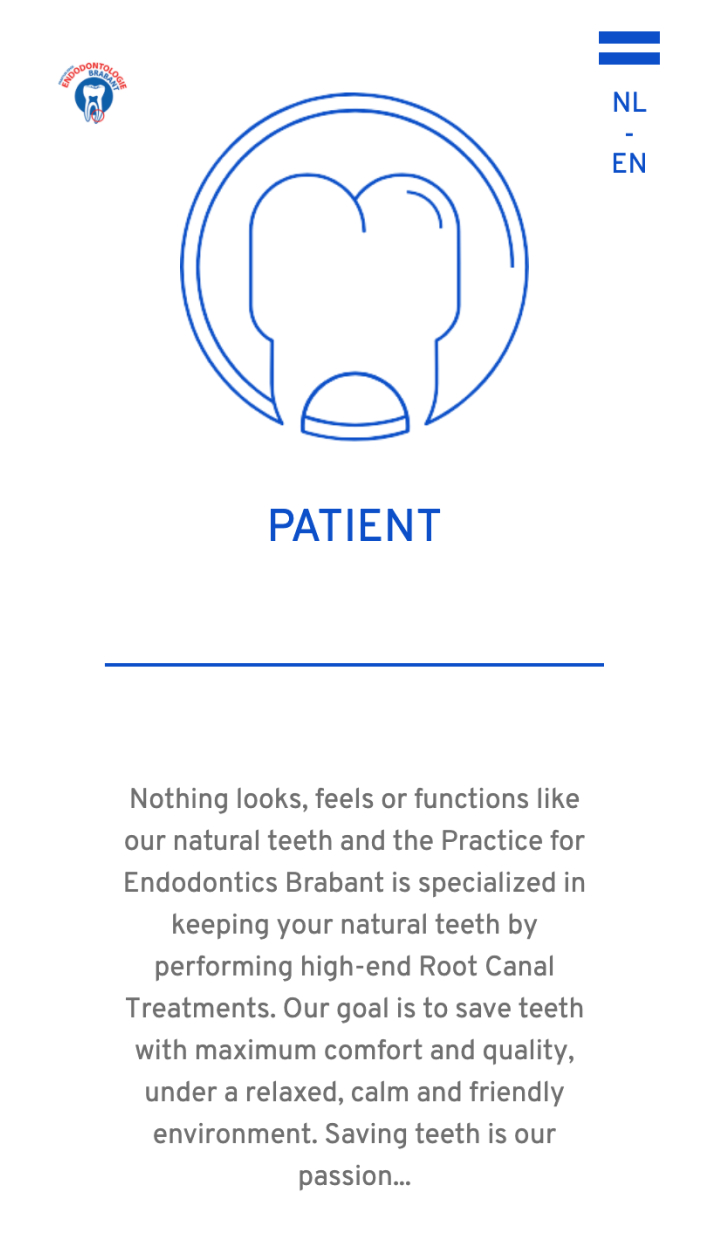 ENDODONTOLOGIE
BRABANT
NL
-
EN
PATIENT
Nothing looks, feels or functions like
our natural teeth and the Practice for
Endodontics Brabant is specialized in
keeping your natural teeth by
performing high-end Root Canal
Treatments. Our goal is to save teeth
with maximum comfort and quality,
under a relaxed, calm and friendly
environment. Saving teeth is our
passion...